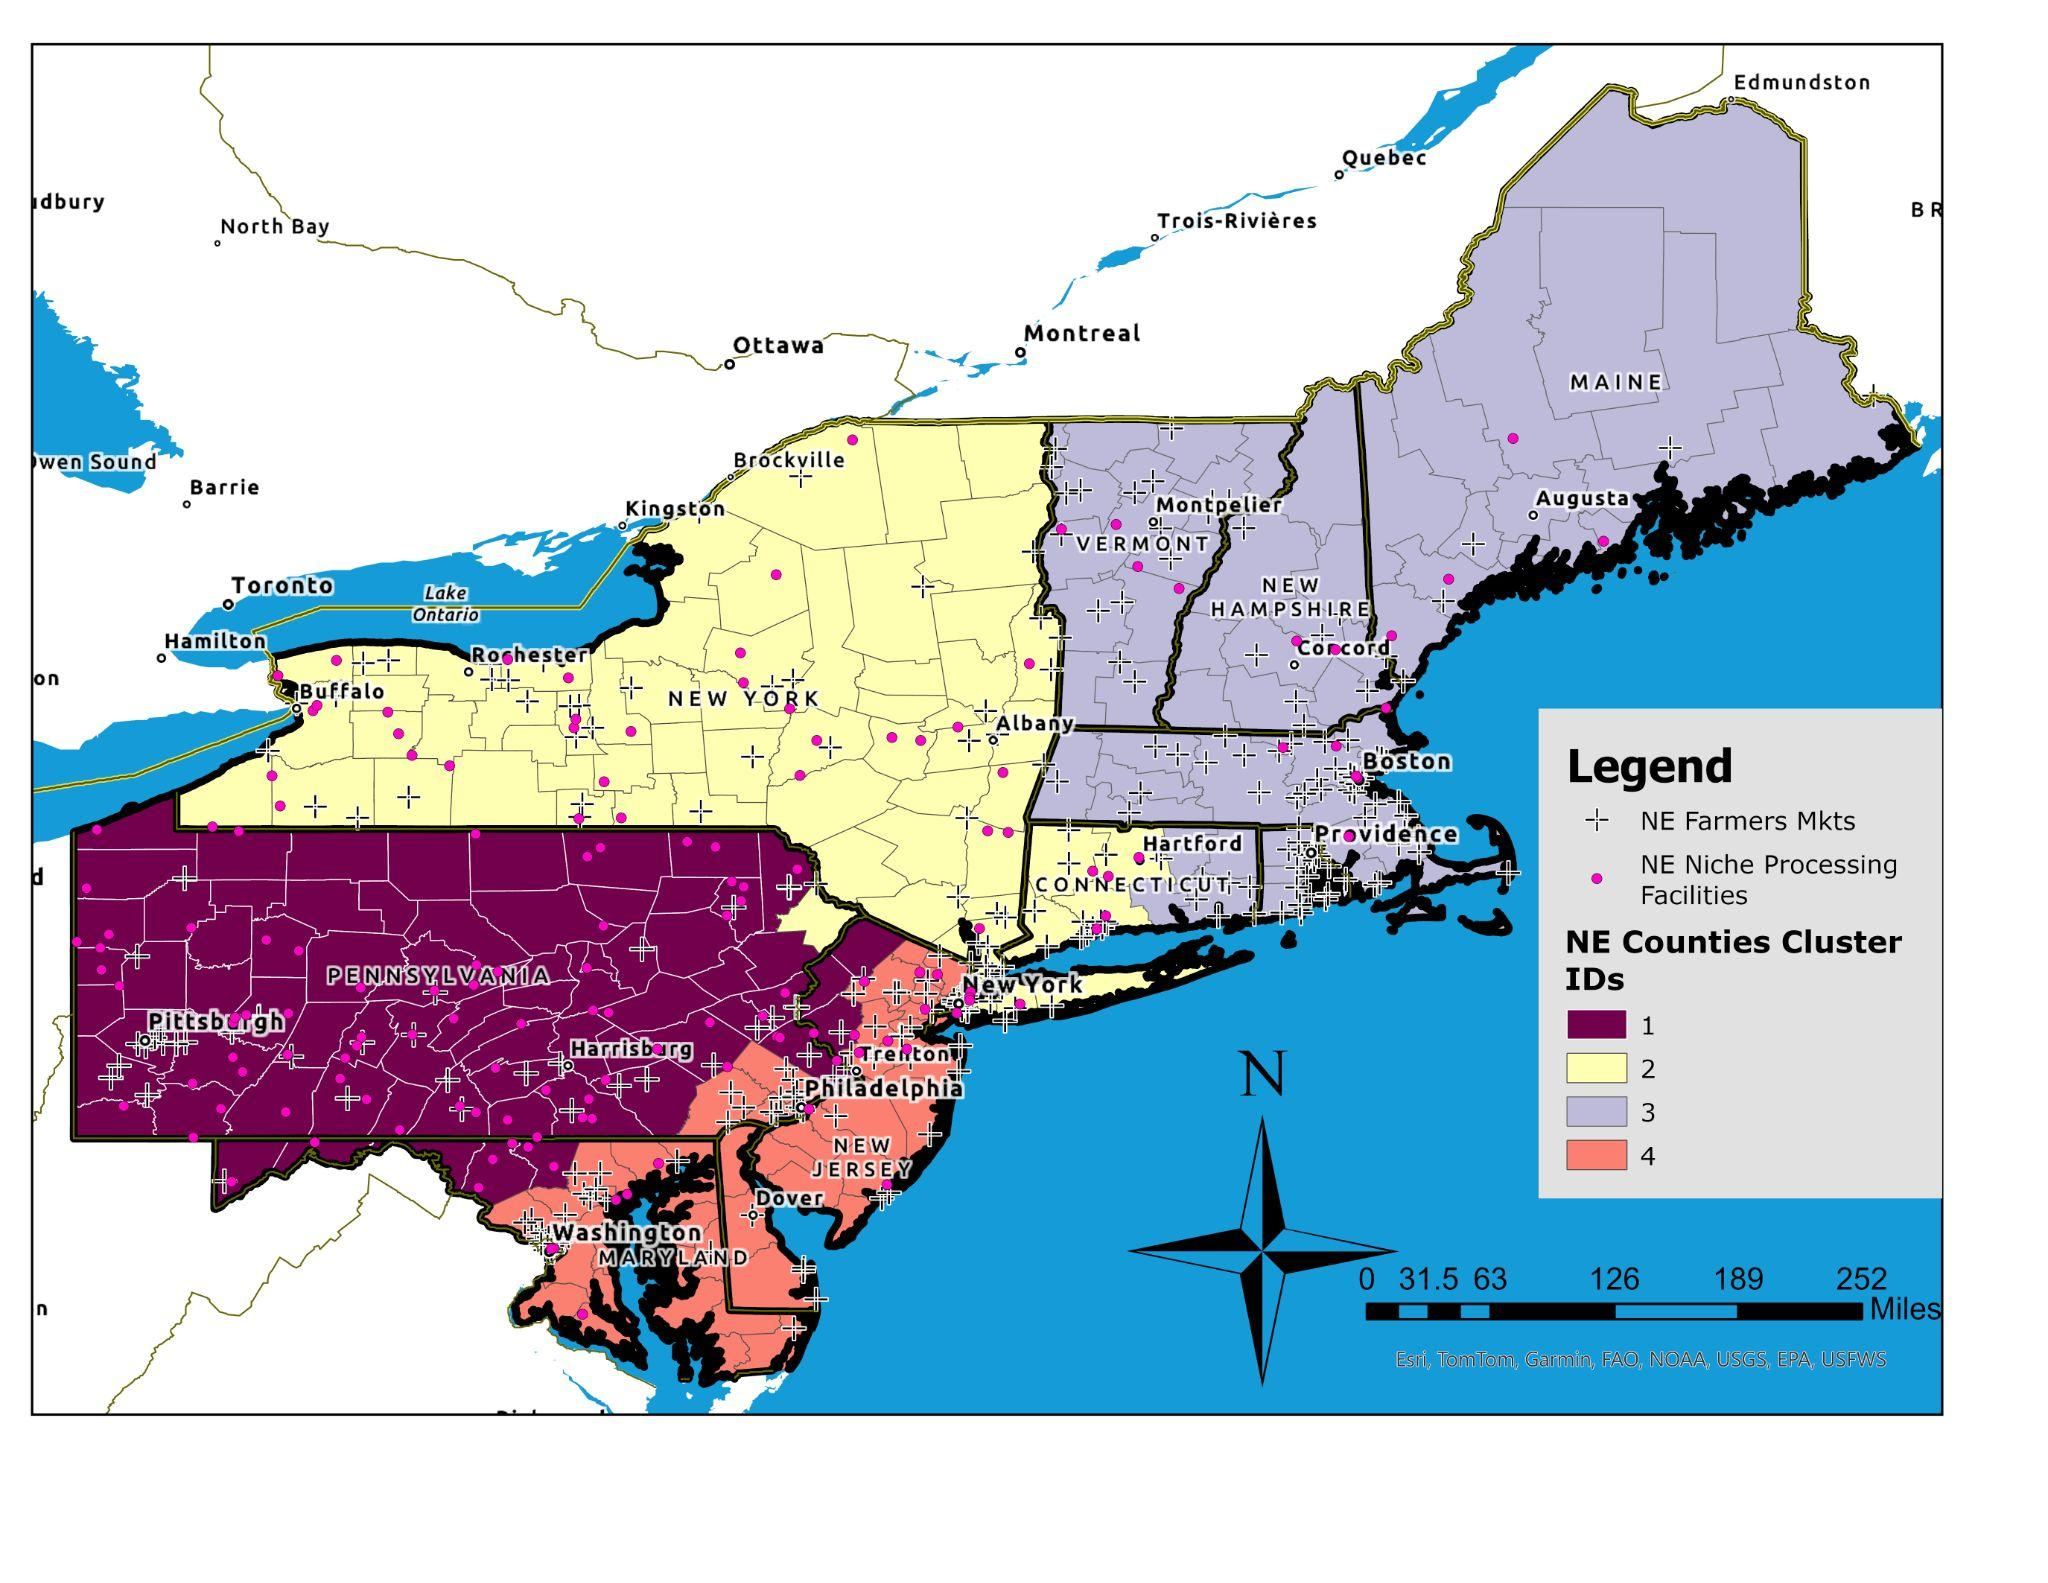 Edmundston
Quebec
udbury
BR
North Bay
Trois-Rivières
Montreal
Ottawa
MAINE
Brockville
Owen Sound
Barrie
Augusta
Montpelier
Kingston
VERMONT
Toronto
Lake
Ontario
NEW
HAMPSHIRE
Hamilton
Rochester
Concord
on
Buffalo
NEW YORK
Albany
Boston
Providence
Hartford
d
CONNECTICUT
PENNSYLVANIA
New York
Pittsburgh
Harrisburg
Trenton
Philadelphia
NEW
JERSEY
Dover
Washington
MARYLAND
n
Legend
NE Farmers Mkts
NE Niche Processing
Facilities
NE Counties Cluster
IDs
1
2
3
4
N
0 31.5 63 126 189 252
Miles
Esri, TomTom, Garmin, FAO, NOAA, USGS, EPA, USFWS